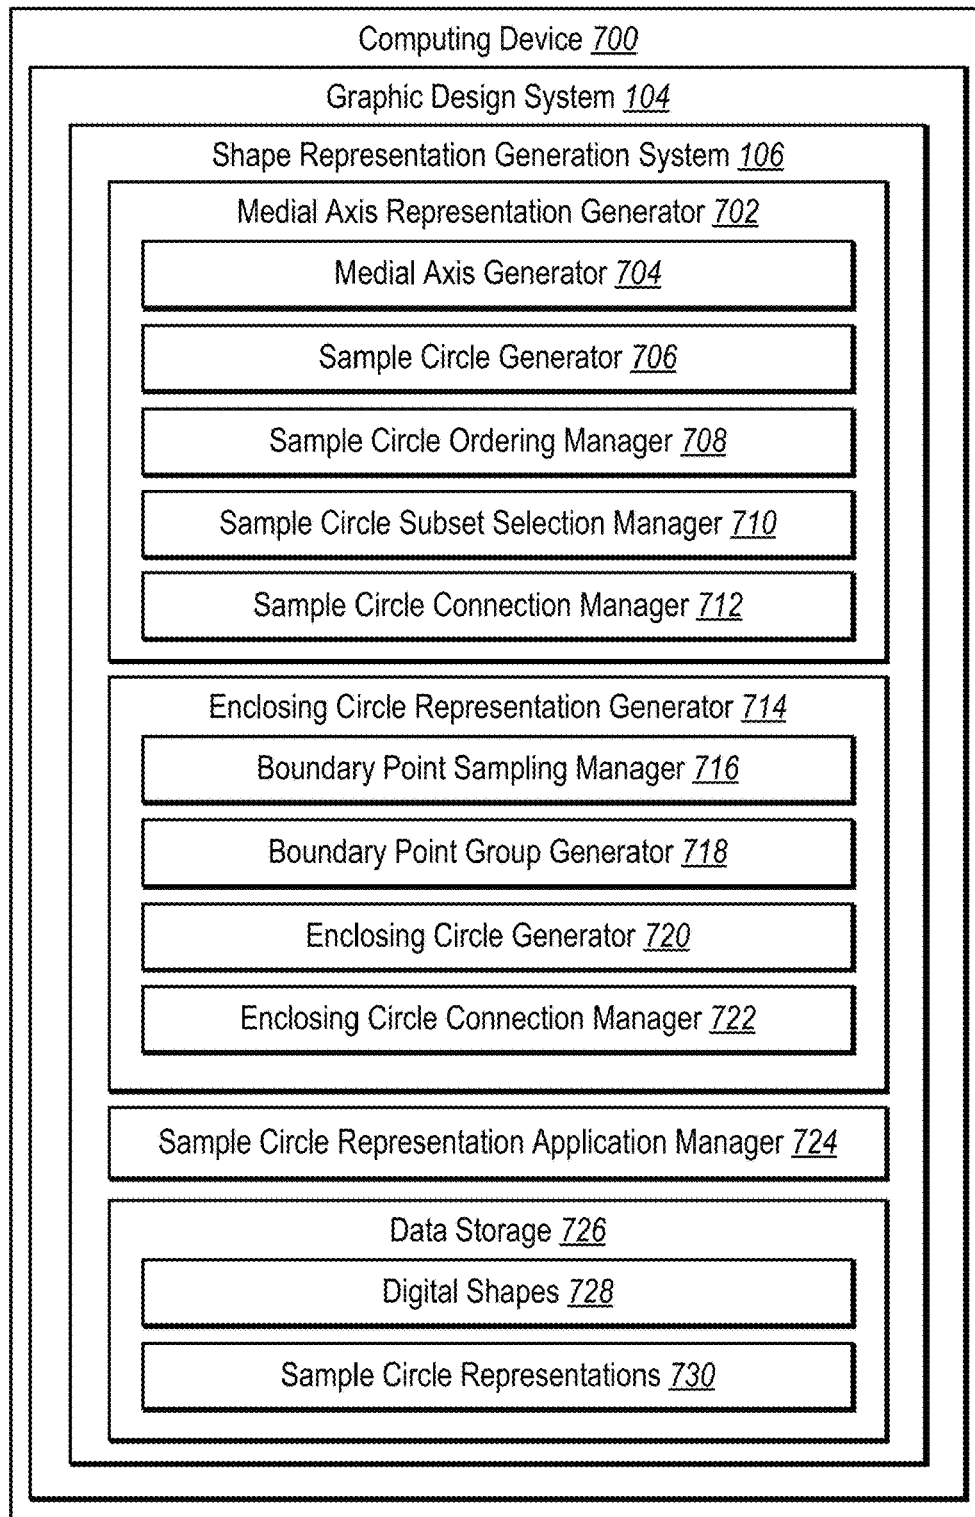 Computing Device 700
Graphic Design System 104
Shape Representation Generation System 106
Medial Axis Representation Generator 702
Medial Axis Generator 704
Sample Circle Generator 706
Sample Circle Ordering Manager 708
Sample Circle Subset Selection Manager 710
Sample Circle Connection Manager 712
Enclosing Circle Representation Generator 714
Boundary Point Sampling Manager 716
Boundary Point Group Generator 718
Enclosing Circle Generator 720
Enclosing Circle Connection Manager 722
Sample Circle Representation Application Manager 724
Data Storage 726
Digital Shapes 728
Sample Circle Representations 730